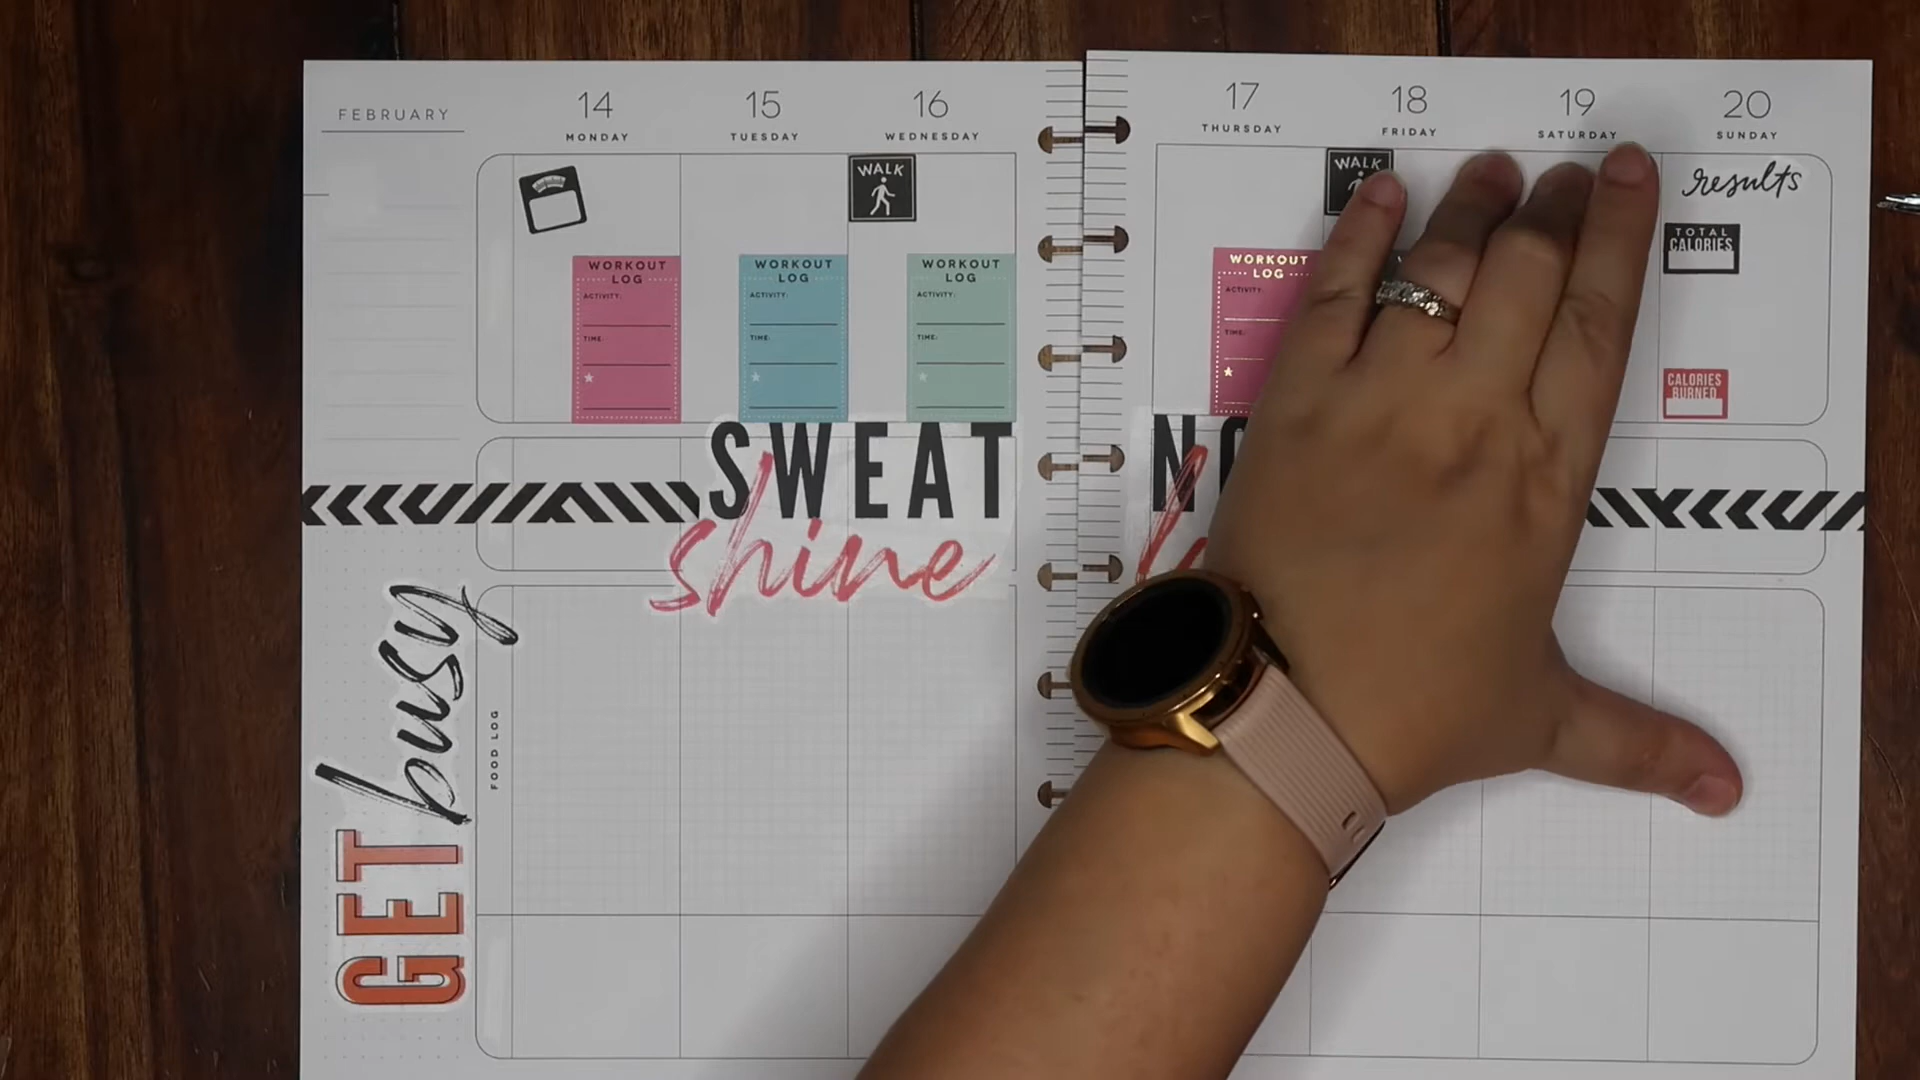 FEBRUARY
14
MONDAY
15
TUESDAY
16
WEDNESDAY
17
THURSDAY
18
FRIDAY
19
SATURDAY
20
SUNDAY
WALK
WALK
results
TOTAL
CALORIES
WORKOUT
LOG
ACTIVITY:
TIME:
WORKOUT
LOG
ACTIVITY:
TIME:
WORKOUT
LOG
ACTIVITY:
TIME:
WORKOUT
LOG
ACTIVITY:
TIME:
CALORIES
BURNED
SWEAT
shine
GET busy
FOOD LOG